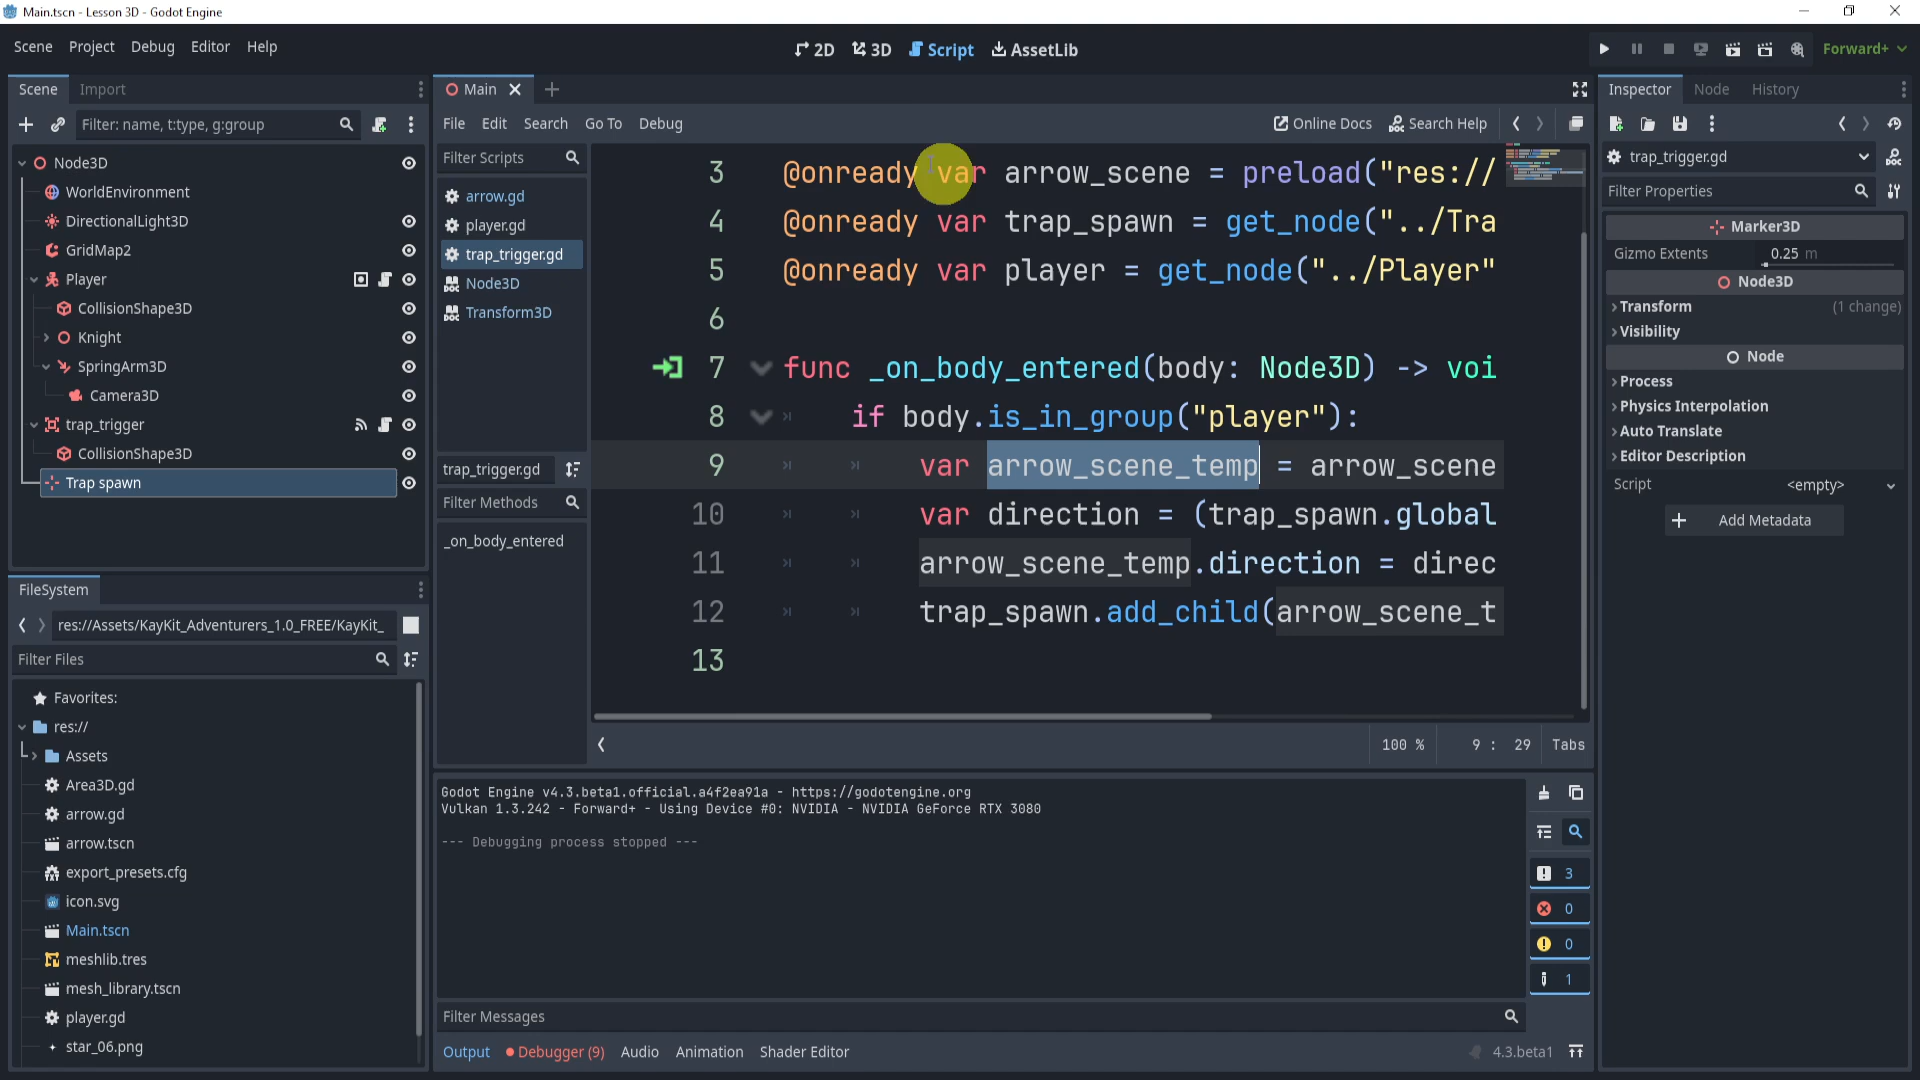 Main.tscn - Lesson 3D - Godot Engine
Scene Project Debug Editor Help
2D 3D Script AssetLib
Forward+
Scene Import
Filter: name, t:type, g:group
Node3D
WorldEnvironment
DirectionalLight3D
GridMap2
Player
CollisionShape3D
Knight
SpringArm3D
Camera3D
trap_trigger
CollisionShape3D
Trap spawn
FileSystem
res://Assets/KayKit_Adventurers_1.0_FREE/KayKit_
Filter Files
Favorites:
res://
Assets
Area3D.gd
arrow.gd
arrow.tscn
export_presets.cfg
icon.svg
Main.tscn
meshlib.tres
mesh_library.tscn
player.gd
star_06.png
Main
File Edit Search Go To Debug
Online Docs Search Help
Filter Scripts
arrow.gd
player.gd
trap_trigger.gd
Node3D
Transform3D
trap_trigger.gd
Filter Methods
_on_body_entered
3 @onready var arrow_scene = preload("res://
4 @onready var trap_spawn = get_node("../Tra
5 @onready var player = get_node("../Player"
6
7 func _on_body_entered(body: Node3D) -> voi
8 if body.is_in_group("player"):
9 var arrow_scene_temp = arrow_scene
10 var direction = (trap_spawn.global
11 arrow_scene_temp.direction = direc
12 trap_spawn.add_child(arrow_scene_t
13
100 % 9 : 29 Tabs
Godot Engine v4.3.beta1.official.a4f2ea91a - https://godotengine.org
Vulkan 1.3.242 - Forward+ - Using Device #0: NVIDIA - NVIDIA GeForce RTX 3080
--- Debugging process stopped ---
3
0
0
1
Filter Messages
Output Debugger (9) Audio Animation Shader Editor
4.3.beta1
Inspector Node History
trap_trigger.gd
Filter Properties
Marker3D
Gizmo Extents 0.25 m
Node3D
Transform (1 change)
Visibility
Node
Process
Physics Interpolation
Auto Translate
Editor Description
Script <empty>
Add Metadata